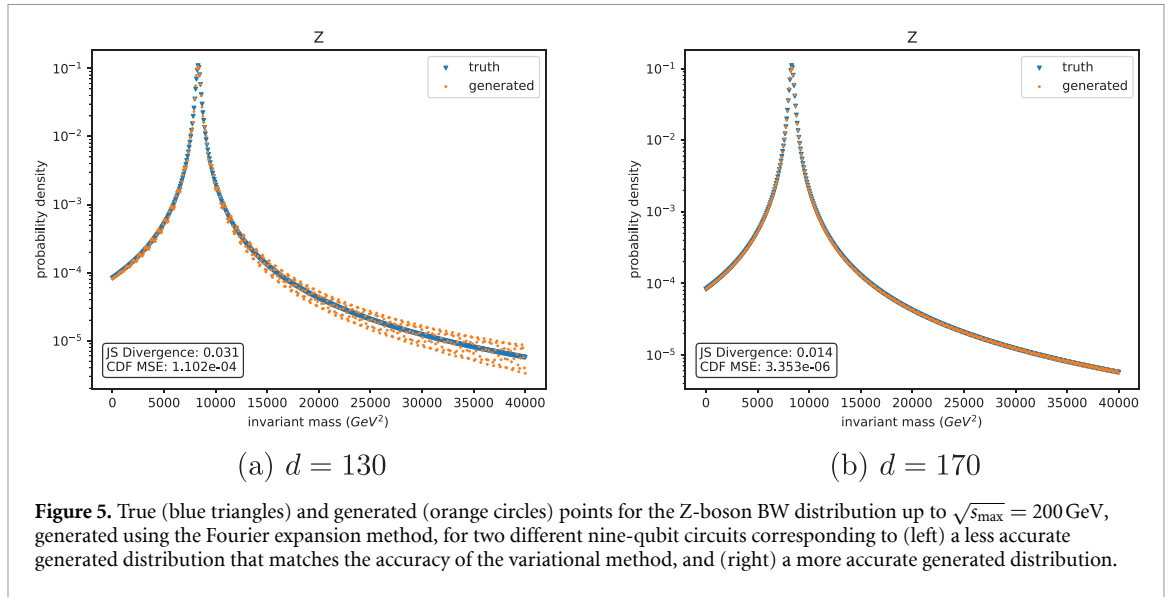 Z
truth
generated
probability density
10⁻¹
10⁻²
10⁻³
10⁻⁴
10⁻⁵
JS Divergence: 0.031
CDF MSE: 1.102e-04
0 5000 10000 15000 20000 25000 30000 35000 40000
invariant mass (GeV²)
(a) d = 130
Z
truth
generated
probability density
10⁻¹
10⁻²
10⁻³
10⁻⁴
10⁻⁵
JS Divergence: 0.014
CDF MSE: 3.353e-06
0 5000 10000 15000 20000 25000 30000 35000 40000
invariant mass (GeV²)
(b) d = 170
Figure 5. True (blue triangles) and generated (orange circles) points for the Z-boson BW distribution up to √s_max = 200 GeV,
generated using the Fourier expansion method, for two different nine-qubit circuits corresponding to (left) a less accurate
generated distribution that matches the accuracy of the variational method, and (right) a more accurate generated distribution.